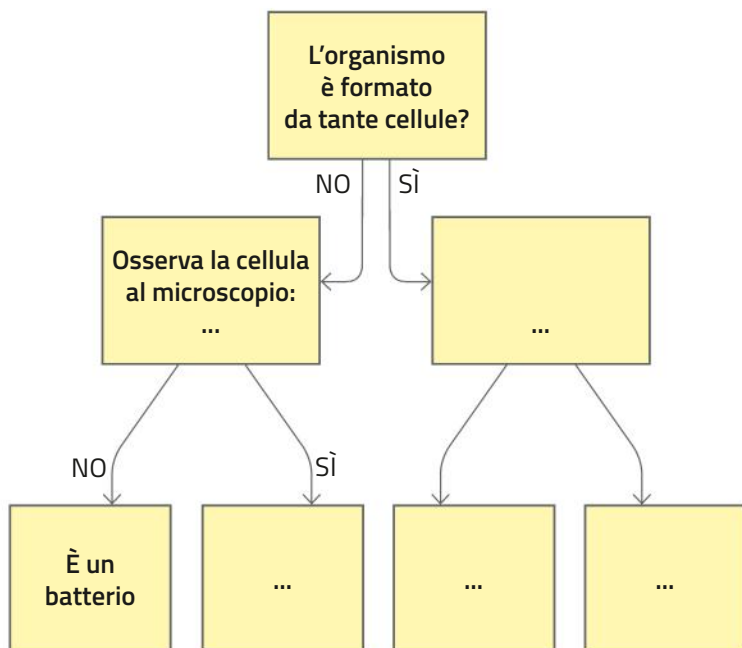 L’organismo
è formato
da tante cellule?
NO
SÌ
Osserva la cellula
al microscopio:
...
...
NO
SÌ
È un
batterio
...
...
...